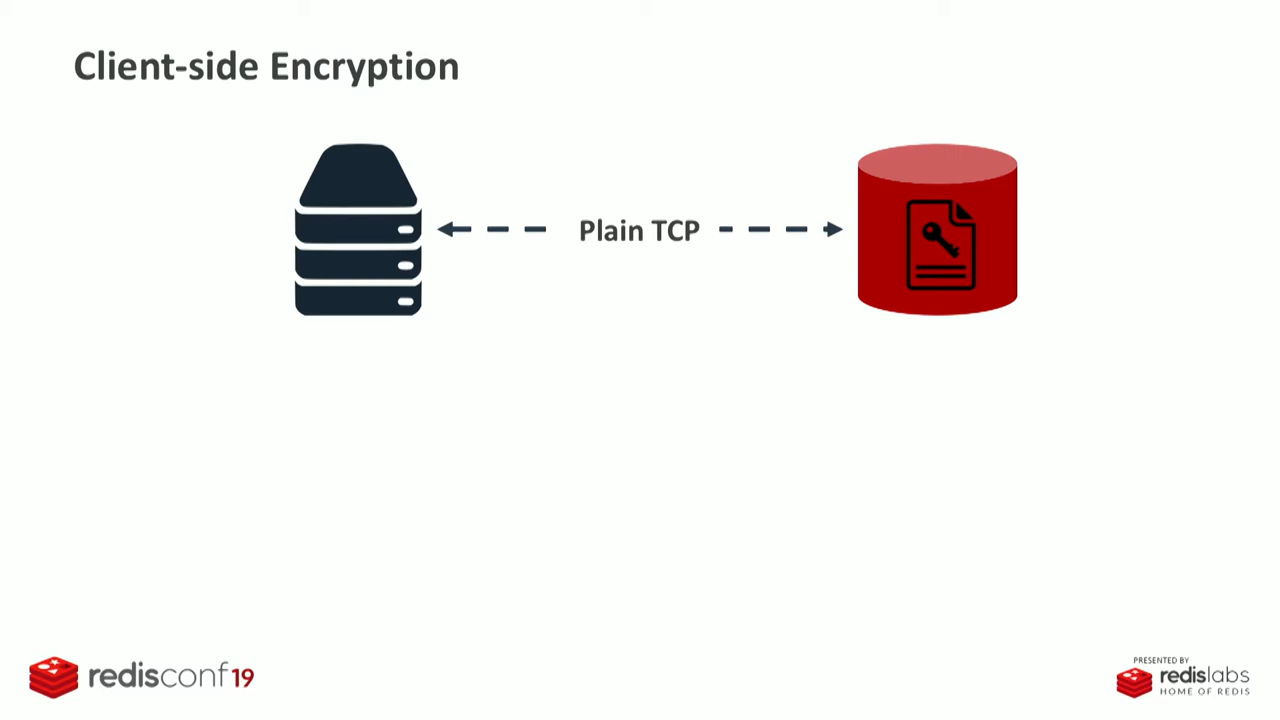 Client-side Encryption
Plain TCP
redisconf19
PRESENTED BY
redislabs
HOME OF REDIS